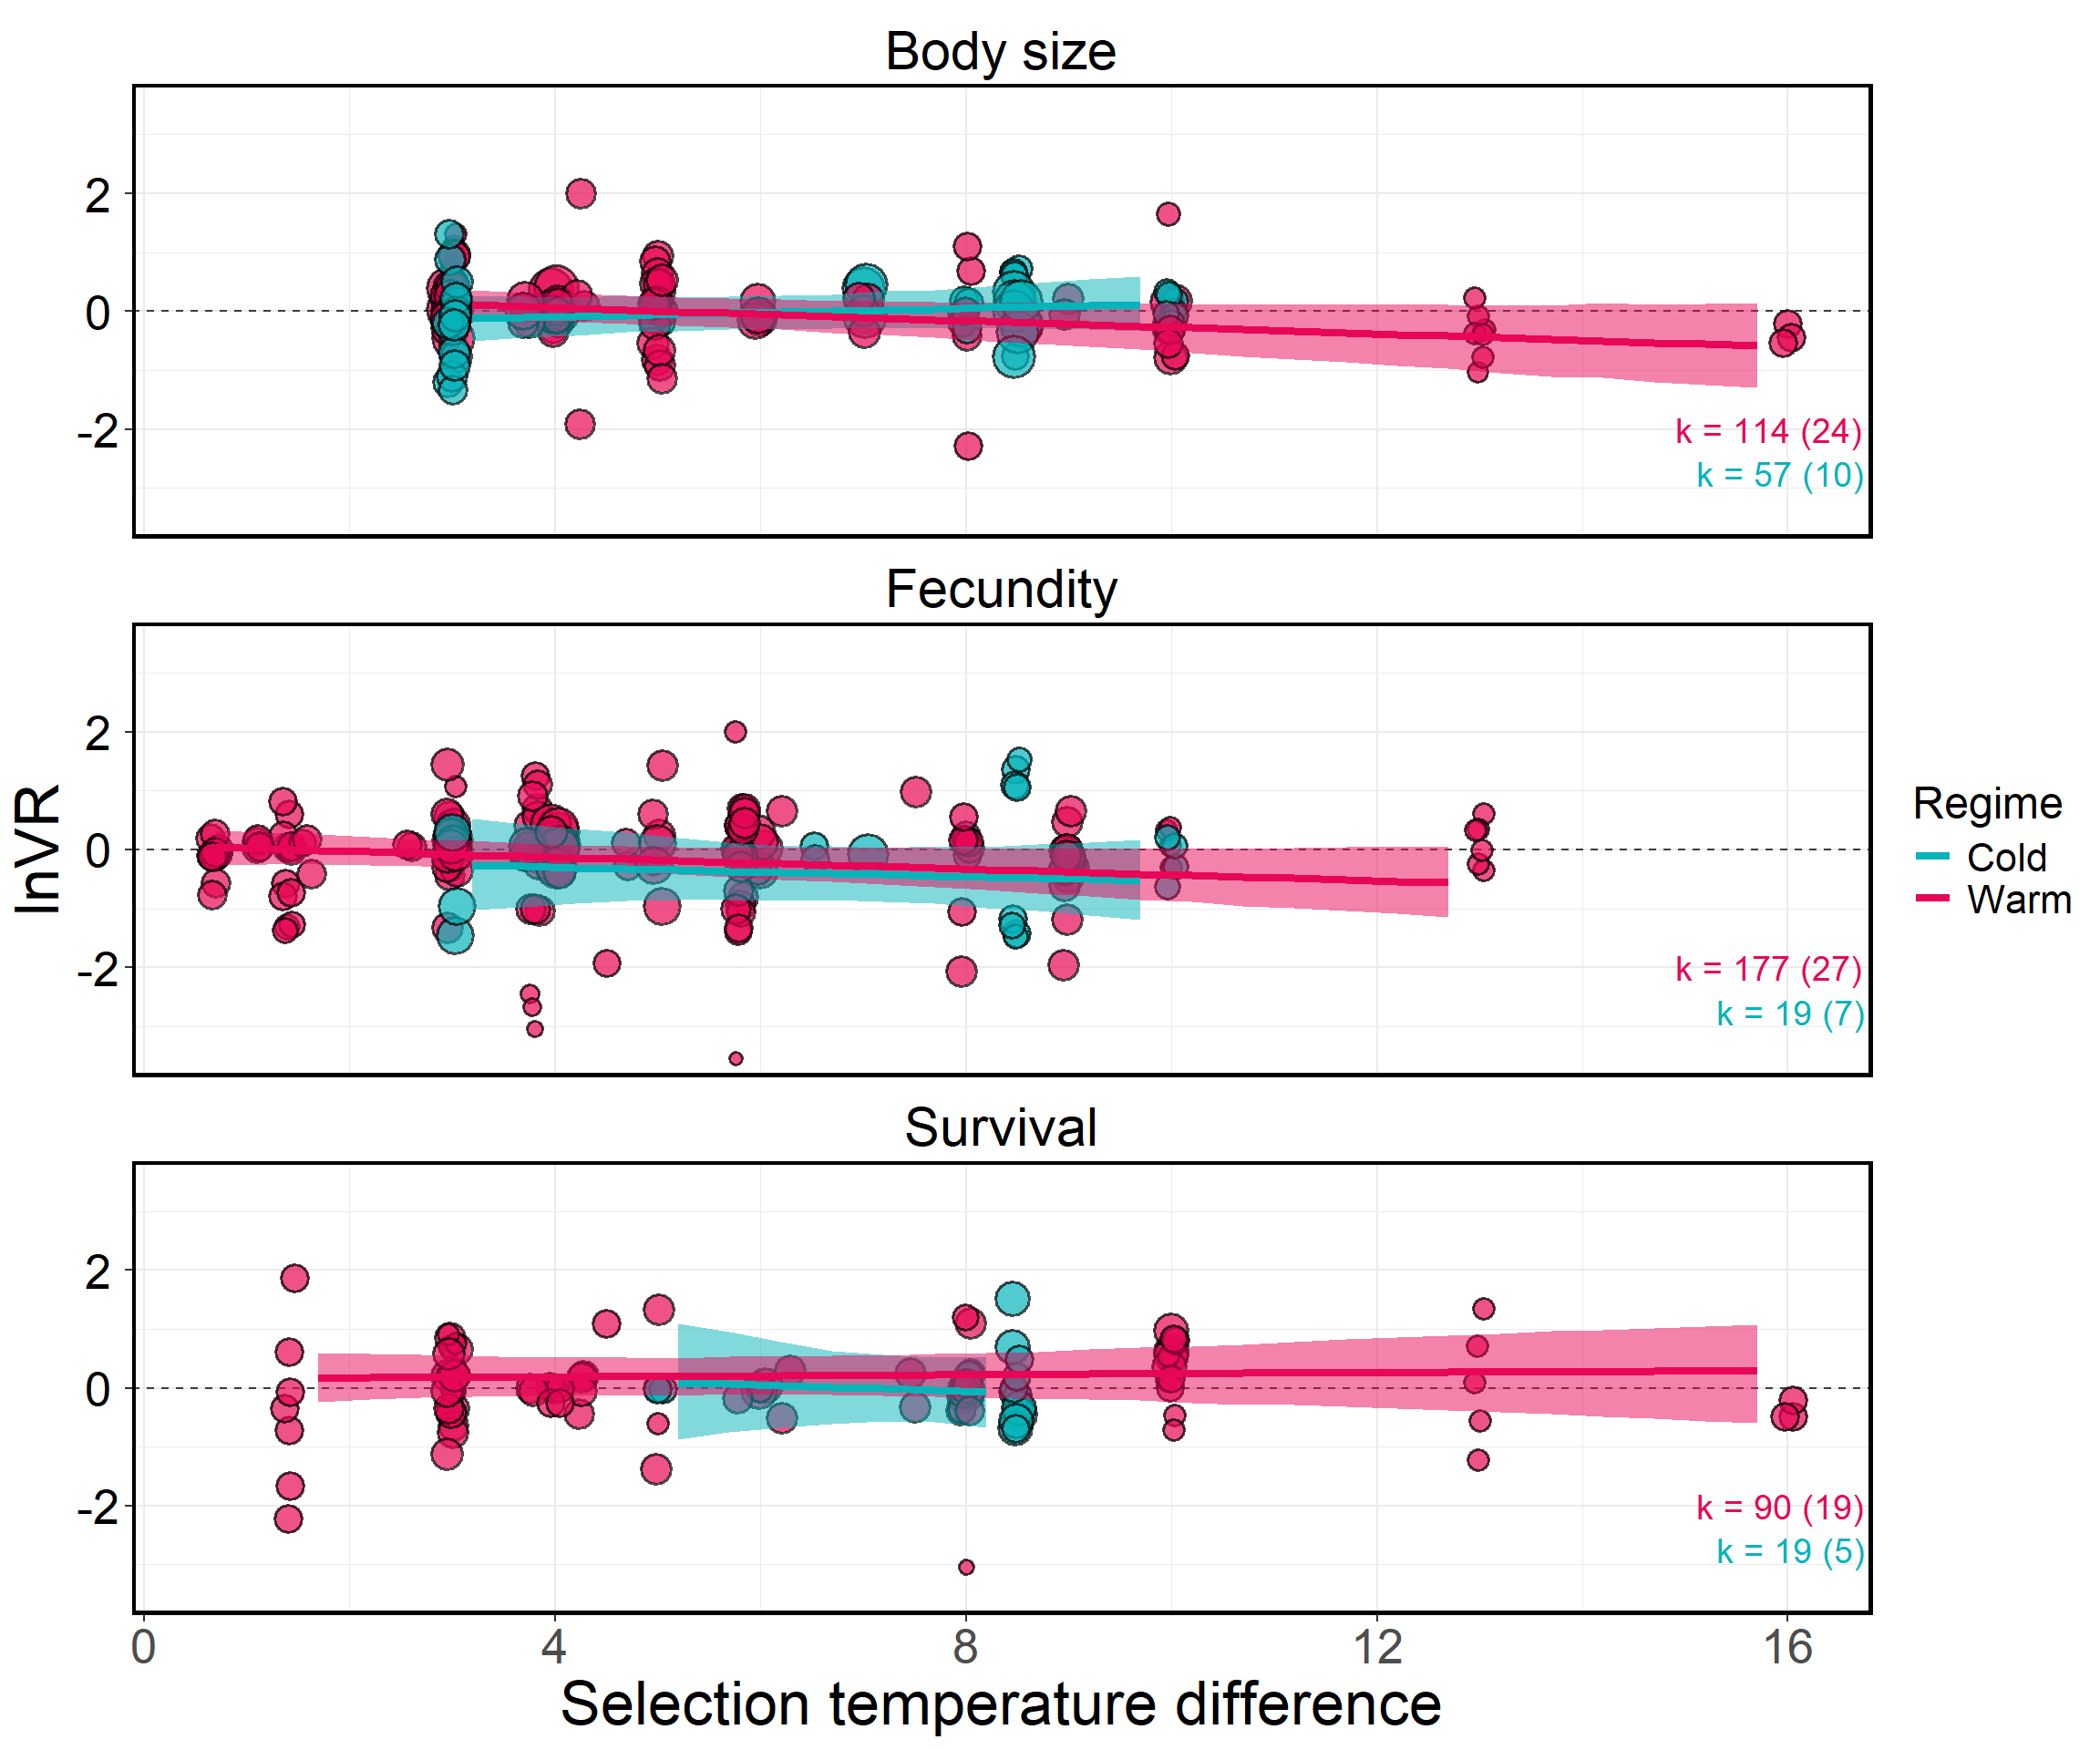 Body size
2
0
-2
k = 114 (24)
k = 57 (10)
Fecundity
2
0
-2
k = 177 (27)
k = 19 (7)
Survival
2
0
-2
k = 90 (19)
k = 19 (5)
0 4 8 12 16
Selection temperature difference
lnVR
Regime
Cold
Warm